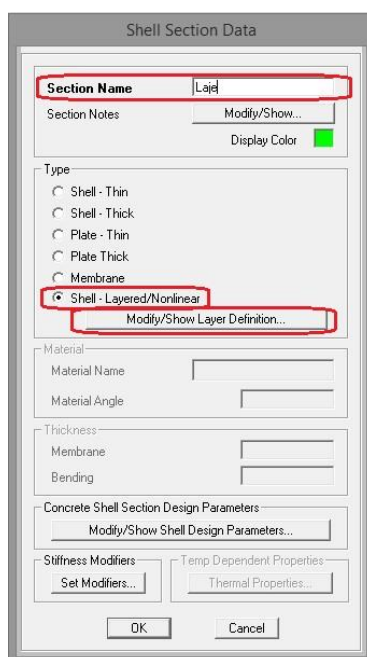 Shell Section Data
Section Name Laje
Section Notes Modify/Show...
Display Color
Type
Shell - Thin
Shell - Thick
Plate - Thin
Plate Thick
Membrane
Shell - Layered/Nonlinear
Modify/Show Layer Definition...
Material
Material Name
Material Angle
Thickness
Membrane
Bending
Concrete Shell Section Design Parameters
Modify/Show Shell Design Parameters...
Stiffness Modifiers Temp Dependent Properties
Set Modifiers... Thermal Properties...
OK Cancel